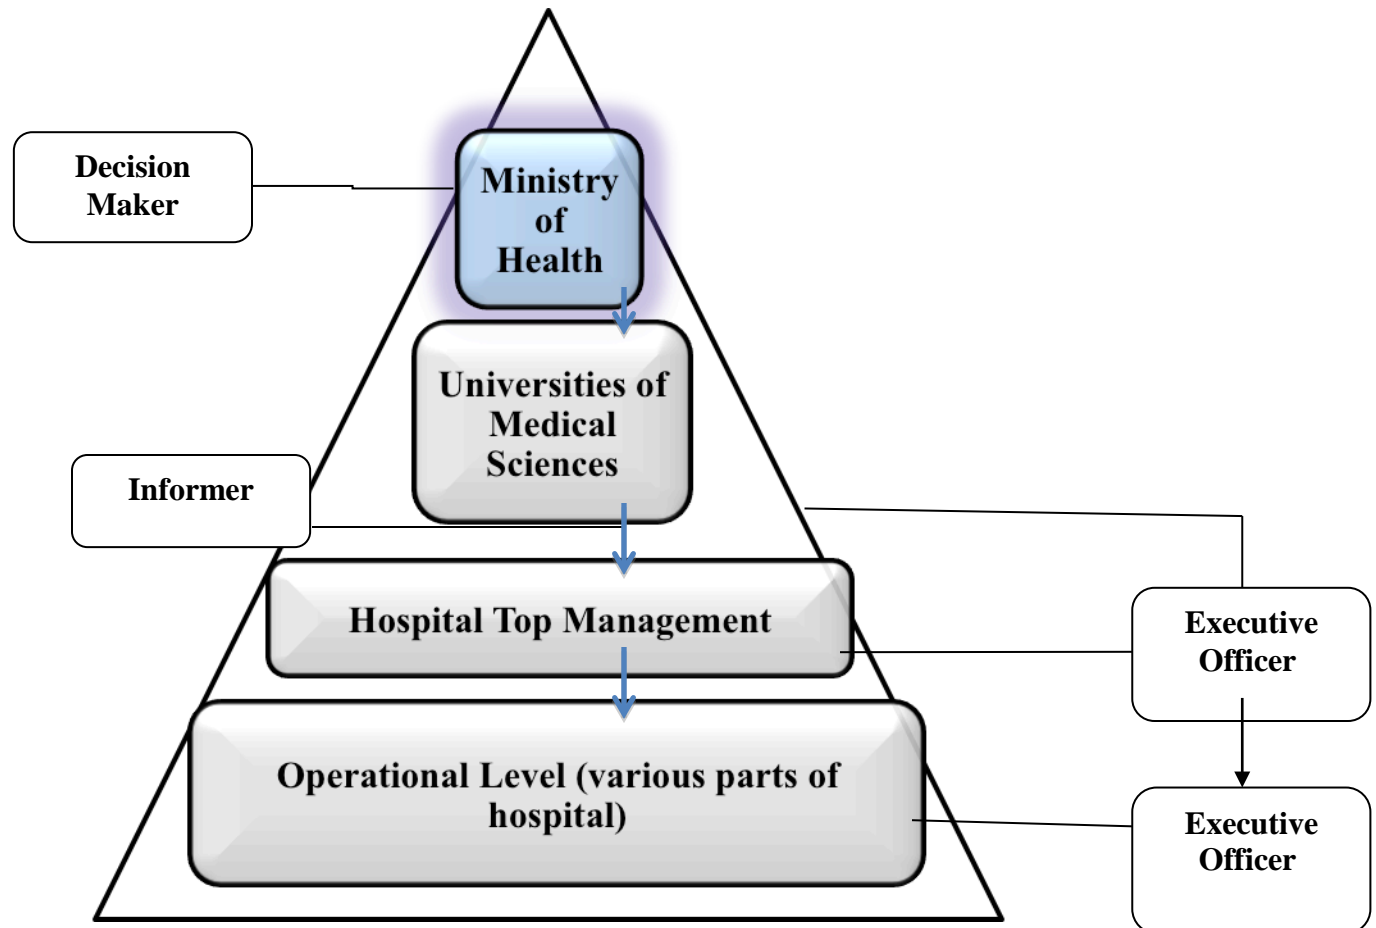 Decision
Maker
Ministry
of
Health
Universities of
Medical
Sciences
Informer
Hospital Top Management
Executive
Officer
Operational Level (various parts of
hospital)
Executive
Officer